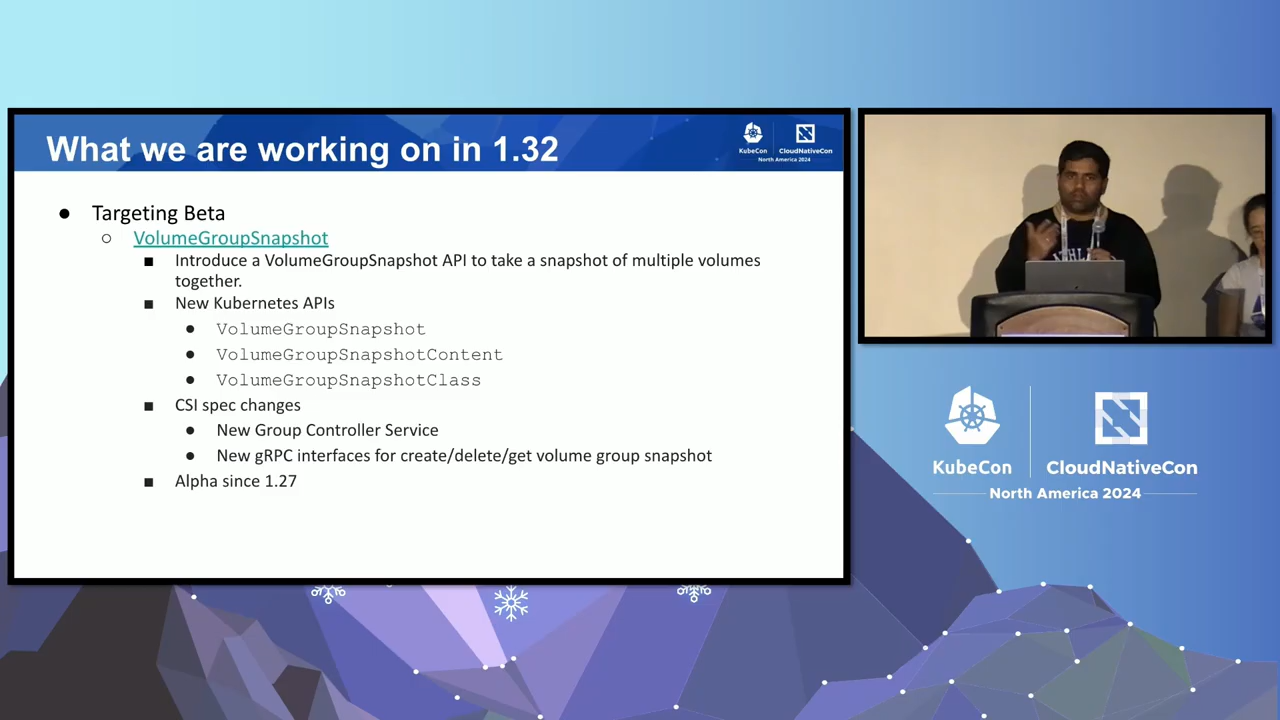 What we are working on in 1.32
KubeCon
CloudNativeCon
North America 2024
● Targeting Beta
○ VolumeGroupSnapshot
■ Introduce a VolumeGroupSnapshot API to take a snapshot of multiple volumes
together.
■ New Kubernetes APIs
● VolumeGroupSnapshot
● VolumeGroupSnapshotContent
● VolumeGroupSnapshotClass
■ CSI spec changes
● New Group Controller Service
● New gRPC interfaces for create/delete/get volume group snapshot
■ Alpha since 1.27
KubeCon
CloudNativeCon
North America 2024